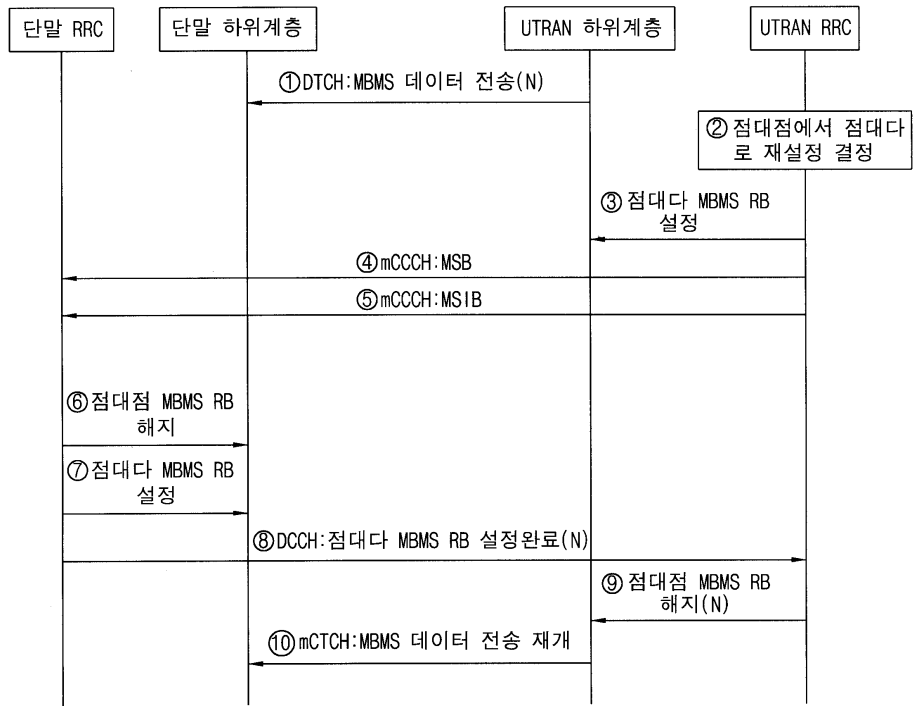 단말 RRC
단말 하위계층
UTRAN 하위계층
UTRAN RRC
①DTCH:MBMS 데이터 전송(N)
②점대점에서 점대다
로 재설정 결정
③점대다 MBMS RB
설정
④mCCCH:MSB
⑤mCCCH:MSIB
⑥점대점 MBMS RB
해지
⑦점대다 MBMS RB
설정
⑧DCCH:점대다 MBMS RB 설정완료(N)
⑨점대점 MBMS RB
해지(N)
⑩mCTCH:MBMS 데이터 전송 재개